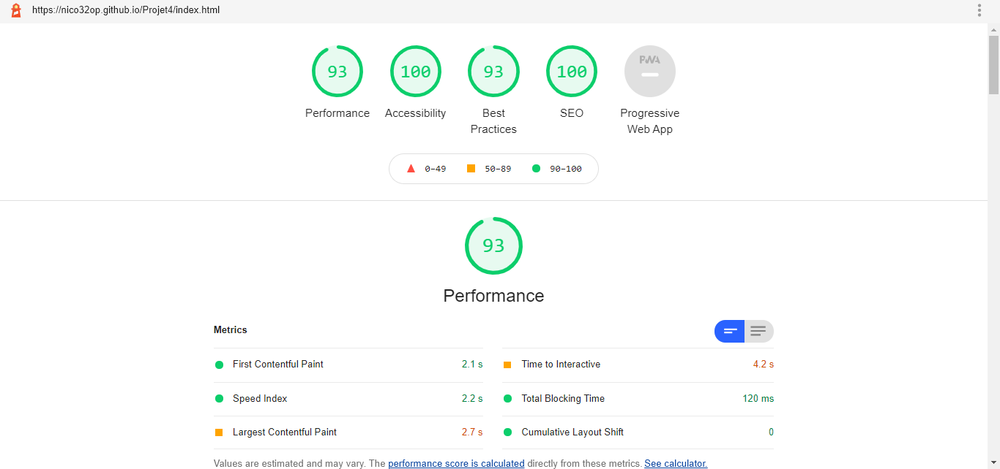 https://nico32op.github.io/Projet4/index.html
93 100 93 100 PWA
Performance Accessibility Best Practices SEO Progressive Web App
0–49 50–89 90–100
93
Performance
Metrics
First Contentful Paint 2.1 s
Time to Interactive 4.2 s
Speed Index 2.2 s
Total Blocking Time 120 ms
Largest Contentful Paint 2.7 s
Cumulative Layout Shift 0
Values are estimated and may vary. The performance score is calculated directly from these metrics. See calculator.